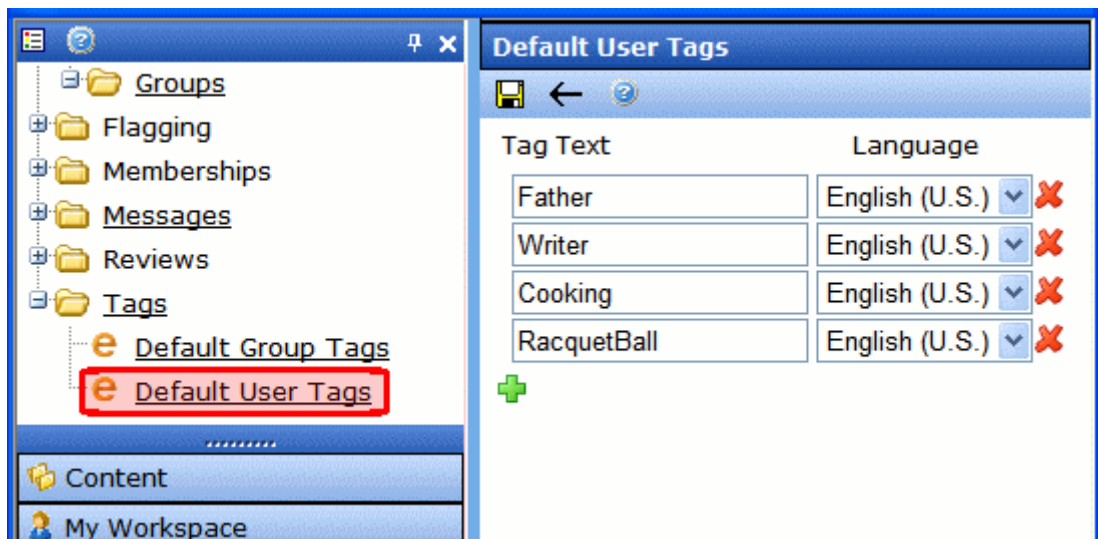 Groups
Flagging
Memberships
Messages
Reviews
Tags
Default Group Tags
Default User Tags
Content
My Workspace
Default User Tags
Tag Text Language
Father English (U.S.)
Writer English (U.S.)
Cooking English (U.S.)
RacquetBall English (U.S.)